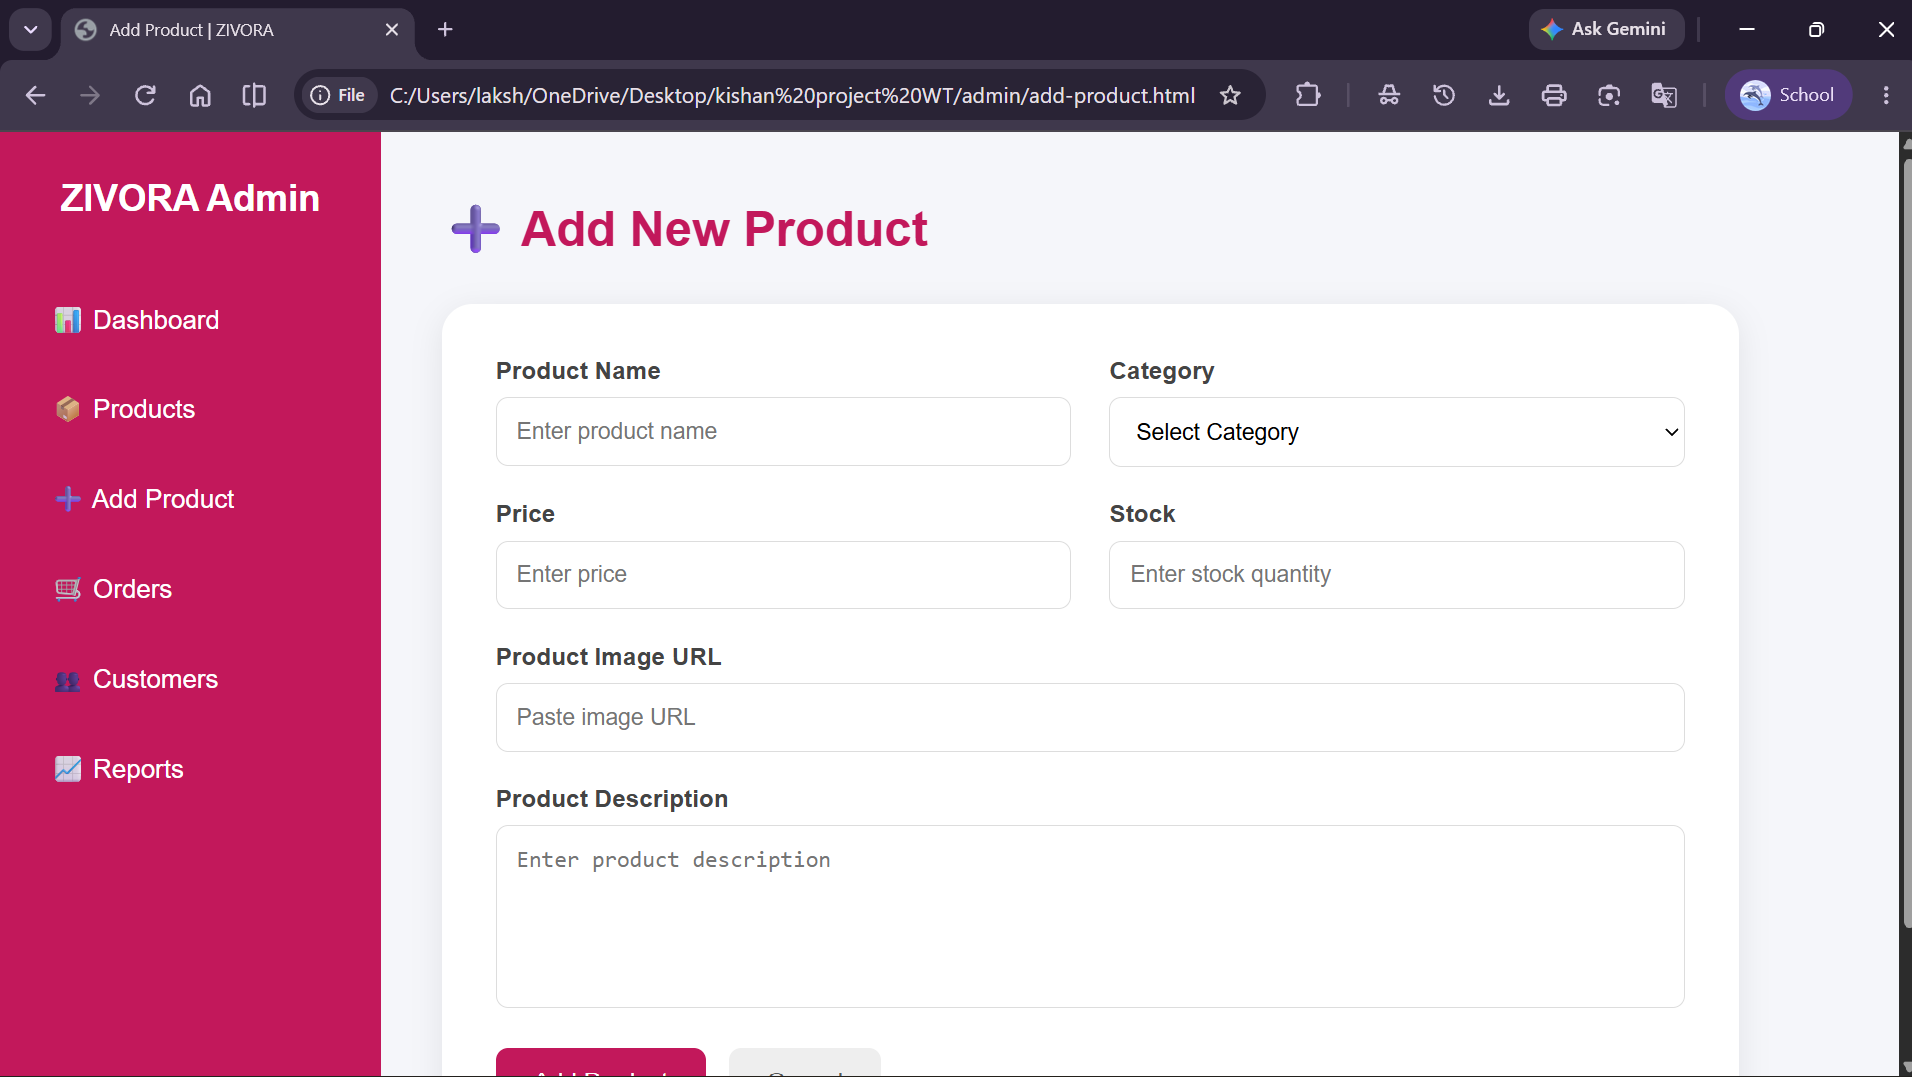 Add Product | ZIVORA
Ask Gemini
File
C:/Users/laksh/OneDrive/Desktop/kishan%20project%20WT/admin/add-product.html
School
ZIVORA Admin
Dashboard
Products
Add Product
Orders
Customers
Reports
Add New Product
Product Name
Category
Enter product name
Select Category
Price
Stock
Enter price
Enter stock quantity
Product Image URL
Paste image URL
Product Description
Enter product description